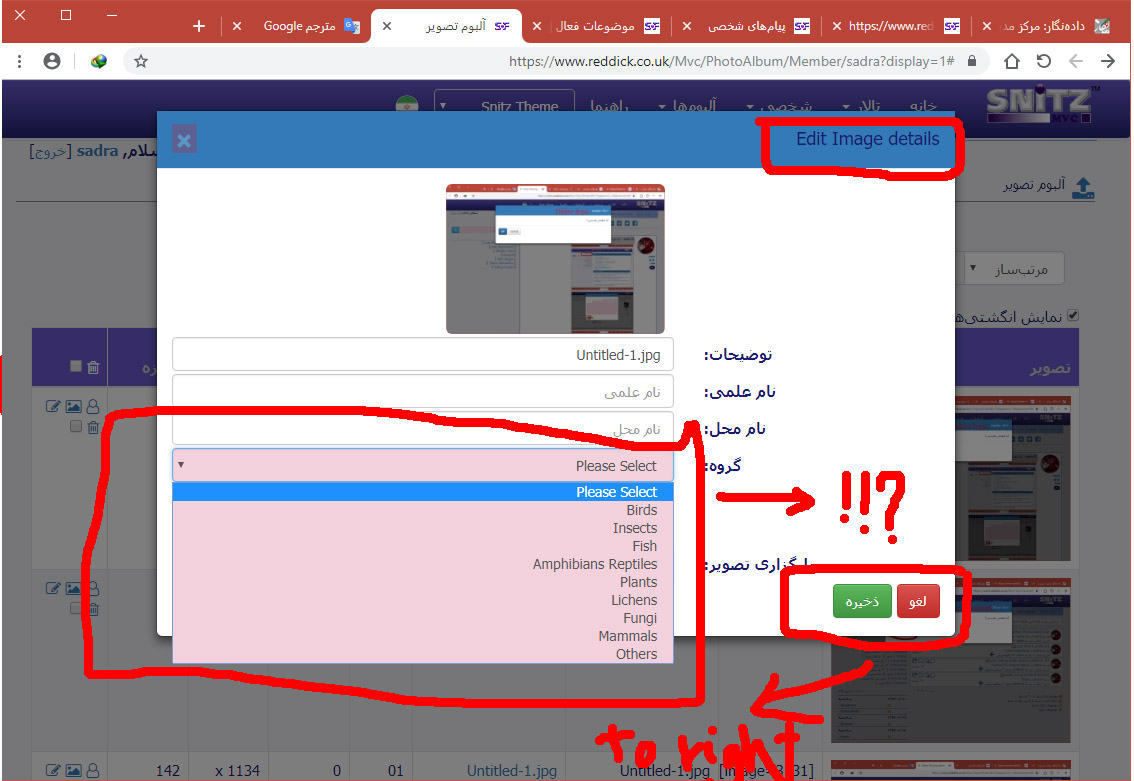 مترجم Google
آلبوم تصویر
موضوعات فعال
پیام‌های شخصی
https://www.red
داده‌نگار: مرکز مد
https://www.reddick.co.uk/Mvc/PhotoAlbum/Member/sadra?display=1#
SNiTZ™
MVC
خانه
تالار
شخصی
آلبوم‌ها
راهنما
Snitz Theme
سلام, sadra [خروج]
Edit Image details
آلبوم تصویر
مرتب‌ساز
نمایش انگشتی‌ها
تصویر
توضیحات:
Untitled-1.jpg
نام علمی:
نام علمی
نام محل:
نام محل
گروه:
Please Select
Please Select
Birds
Insects
Fish
Amphibians Reptiles
Plants
Lichens
Fungi
Mammals
Others
!!?
بارگزاری تصویر:
لغو
ذخیره
to right
Untitled-1.jpg
Untitled-1.jpg
01
0
x 1134
142